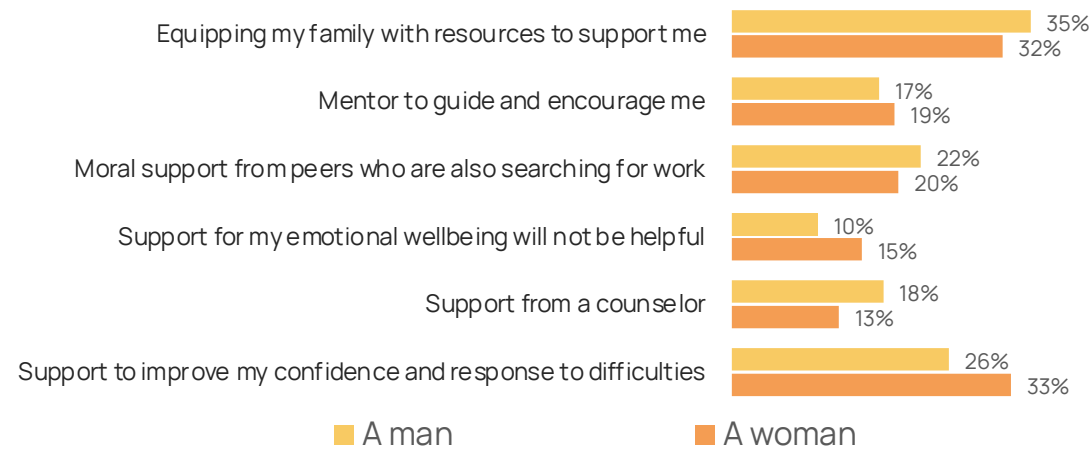 Equipping my family with resources to support me
35%
32%
Mentor to guide and encourage me
17%
19%
Moral support from peers who are also searching for work
22%
20%
Support for my emotional wellbeing will not be helpful
10%
15%
Support from a counselor
18%
13%
Support to improve my confidence and response to difficulties
26%
33%
A man A woman